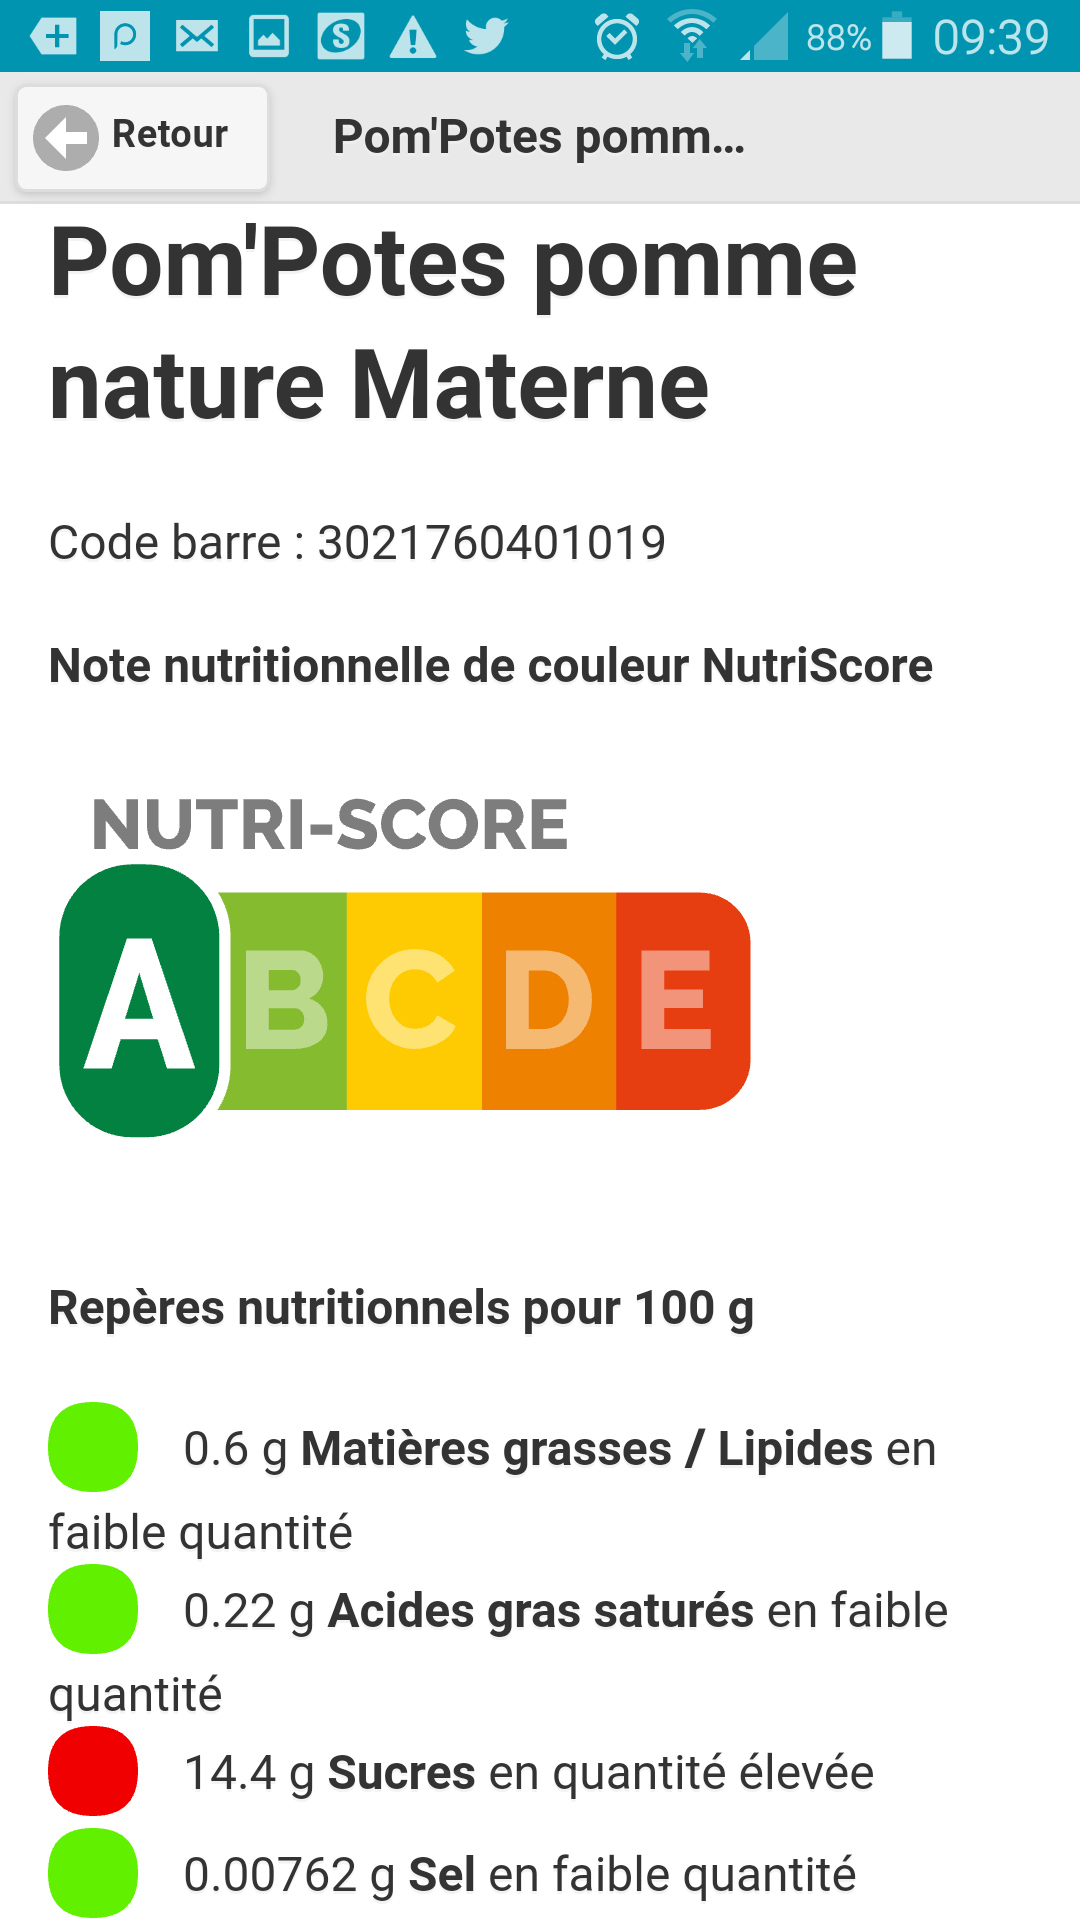 88% 09:39
Retour Pom'Potes pomm...
Pom'Potes pomme
nature Materne
Code barre : 3021760401019
Note nutritionnelle de couleur NutriScore
NUTRI-SCORE
A B C D E
Repères nutritionnels pour 100 g
0.6 g Matières grasses / Lipides en
faible quantité
0.22 g Acides gras saturés en faible
quantité
14.4 g Sucres en quantité élevée
0.00762 g Sel en faible quantité